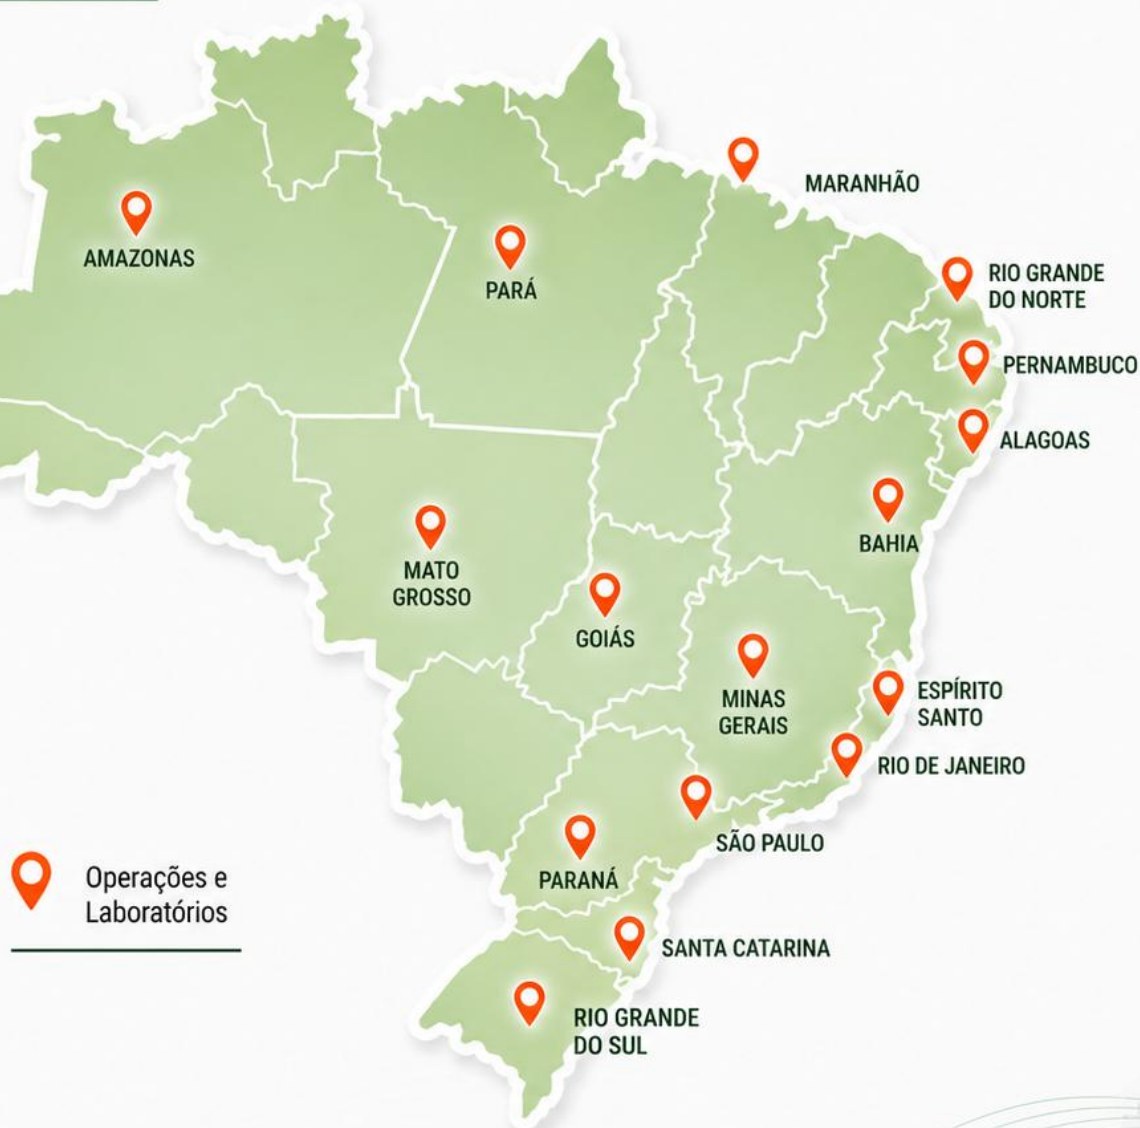 MARANHÃO
AMAZONAS
PARÁ
RIO GRANDE
DO NORTE
PERNAMBUCO
ALAGOAS
BAHIA
MATO
GROSSO
GOIÁS
MINAS
GERAIS
ESPÍRITO
SANTO
RIO DE JANEIRO
SÃO PAULO
PARANÁ
SANTA CATARINA
RIO GRANDE
DO SUL
Operações e
Laboratórios